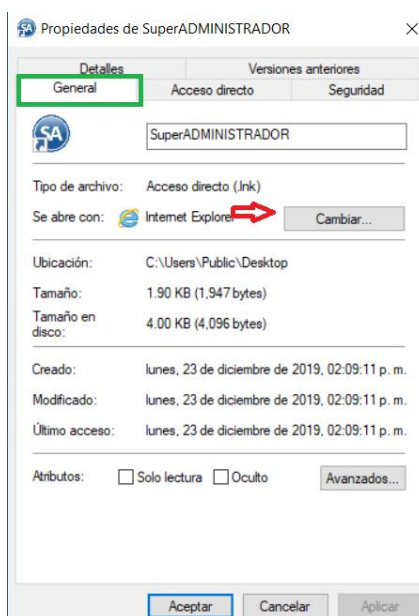 SA Propiedades de SuperADMINISTRADOR
Detalles Versiones anteriores
General Acceso directo Seguridad
SA SuperADMINISTRADOR
Tipo de archivo: Acceso directo (.lnk)
Se abre con: Internet Explorer Cambiar...
Ubicación: C:\Users\Public\Desktop
Tamaño: 1.90 KB (1,947 bytes)
Tamaño en
disco: 4.00 KB (4,096 bytes)
Creado: lunes, 23 de diciembre de 2019, 02:09:11 p. m.
Modificado: lunes, 23 de diciembre de 2019, 02:09:11 p. m.
Último acceso: lunes, 23 de diciembre de 2019, 02:09:11 p. m.
Atributos: Solo lectura Oculto Avanzados...
Aceptar Cancelar Aplicar